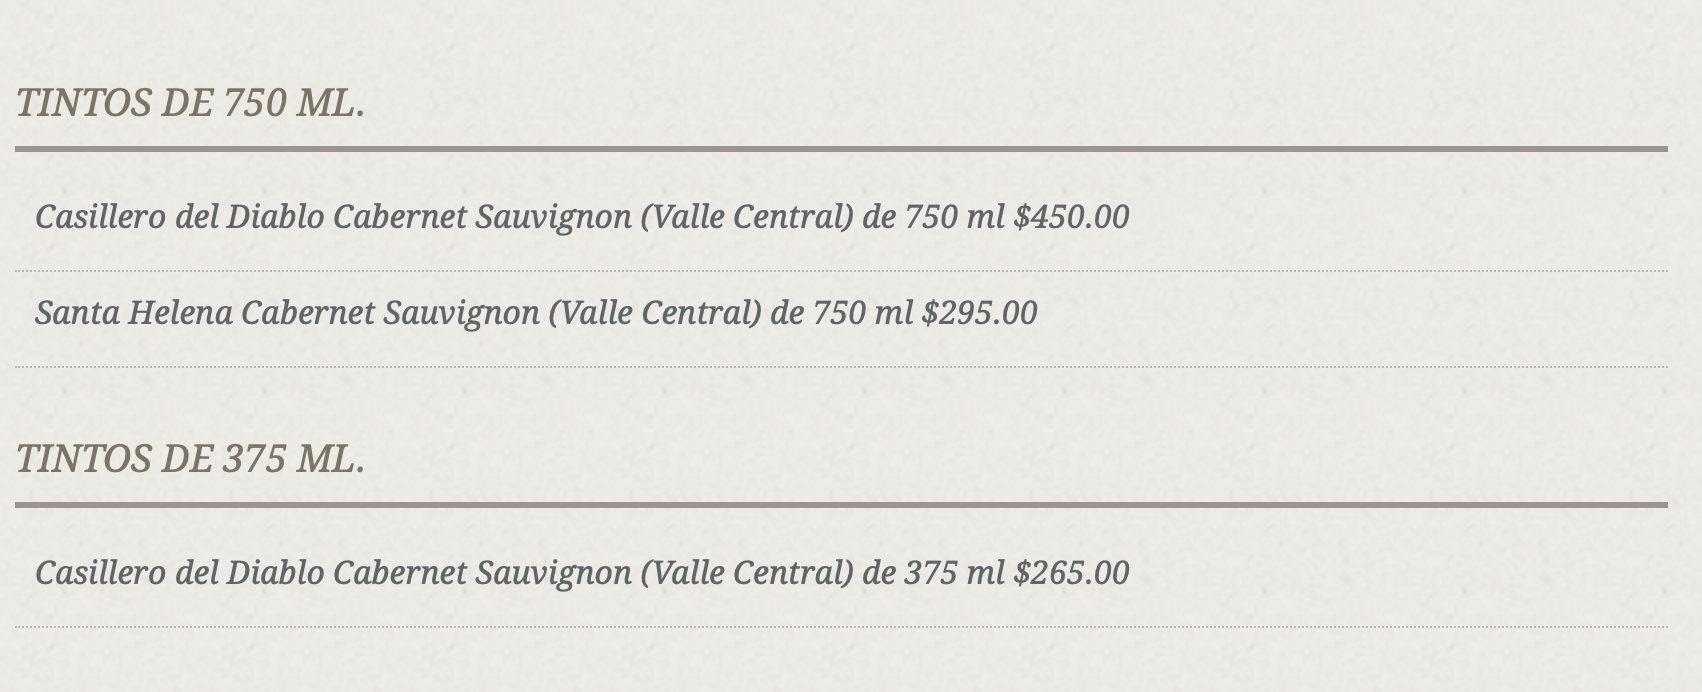 TINTOS DE 750 ML.
Casillero del Diablo Cabernet Sauvignon (Valle Central) de 750 ml $450.00
Santa Helena Cabernet Sauvignon (Valle Central) de 750 ml $295.00
TINTOS DE 375 ML.
Casillero del Diablo Cabernet Sauvignon (Valle Central) de 375 ml $265.00